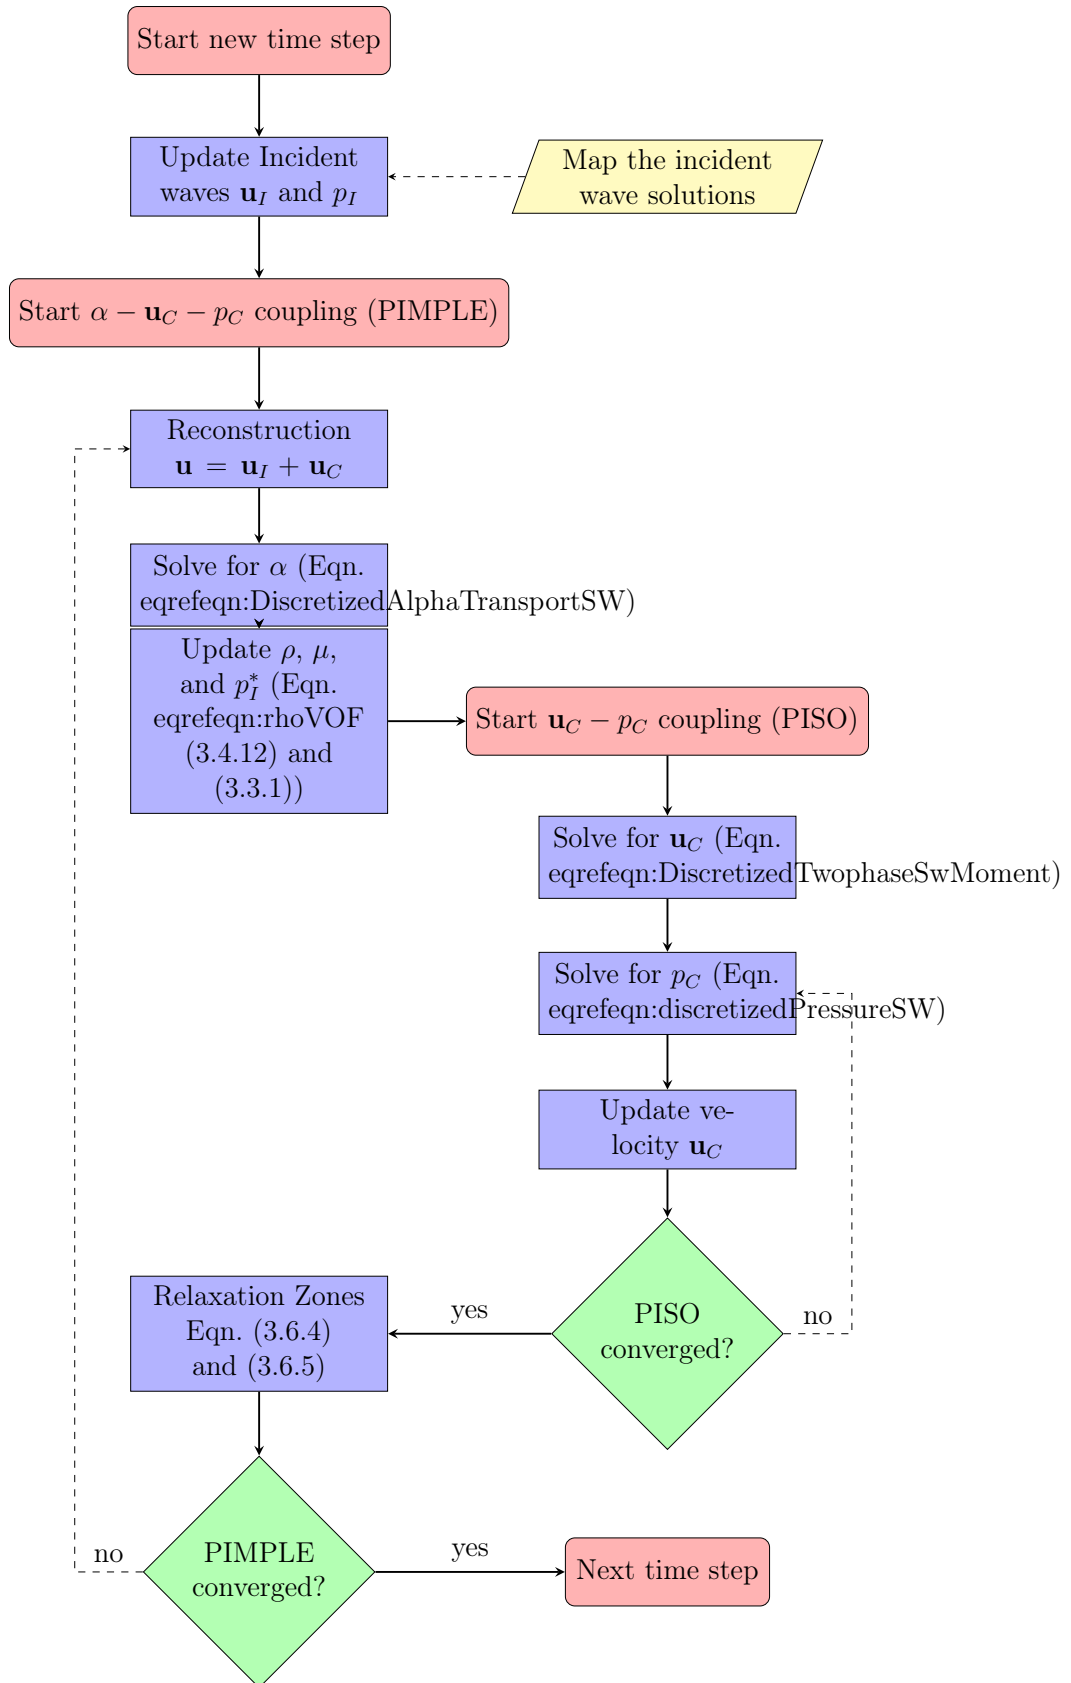 Start new time step
Update Incident
waves u_I and p_I
Map the incident
wave solutions
Start α − u_C − p_C coupling (PIMPLE)
Reconstruction
u = u_I + u_C
Solve for α (Eqn.
eqrefeqn:DiscretizedAlphaTransportSW)
Update ρ, μ,
and p_I^* (Eqn.
eqrefeqn:rhoVOF
(3.4.12) and
(3.3.1))
Start u_C − p_C coupling (PISO)
Solve for u_C (Eqn.
eqrefeqn:DiscretizedTwophaseSwMoment)
Solve for p_C (Eqn.
eqrefeqn:discretizedPressureSW)
Update ve-
locity u_C
PISO
converged?
no
yes
Relaxation Zones
Eqn. (3.6.4)
and (3.6.5)
PIMPLE
converged?
no
yes
Next time step